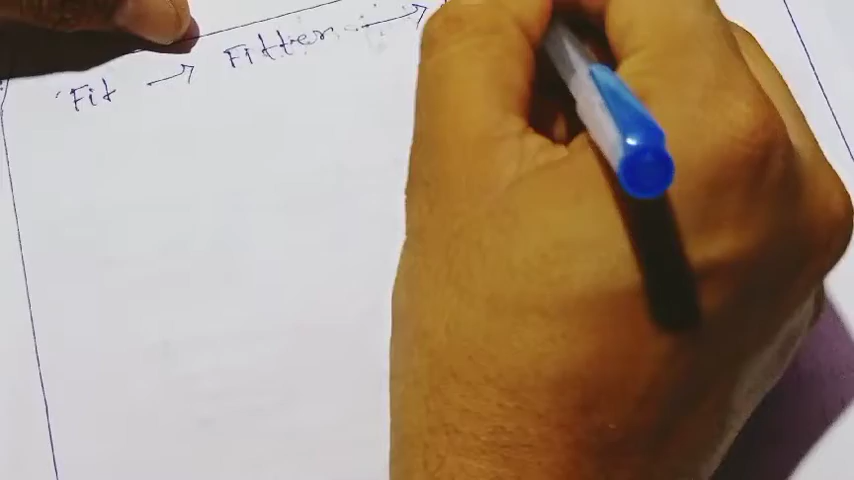 Fit → Fitter →